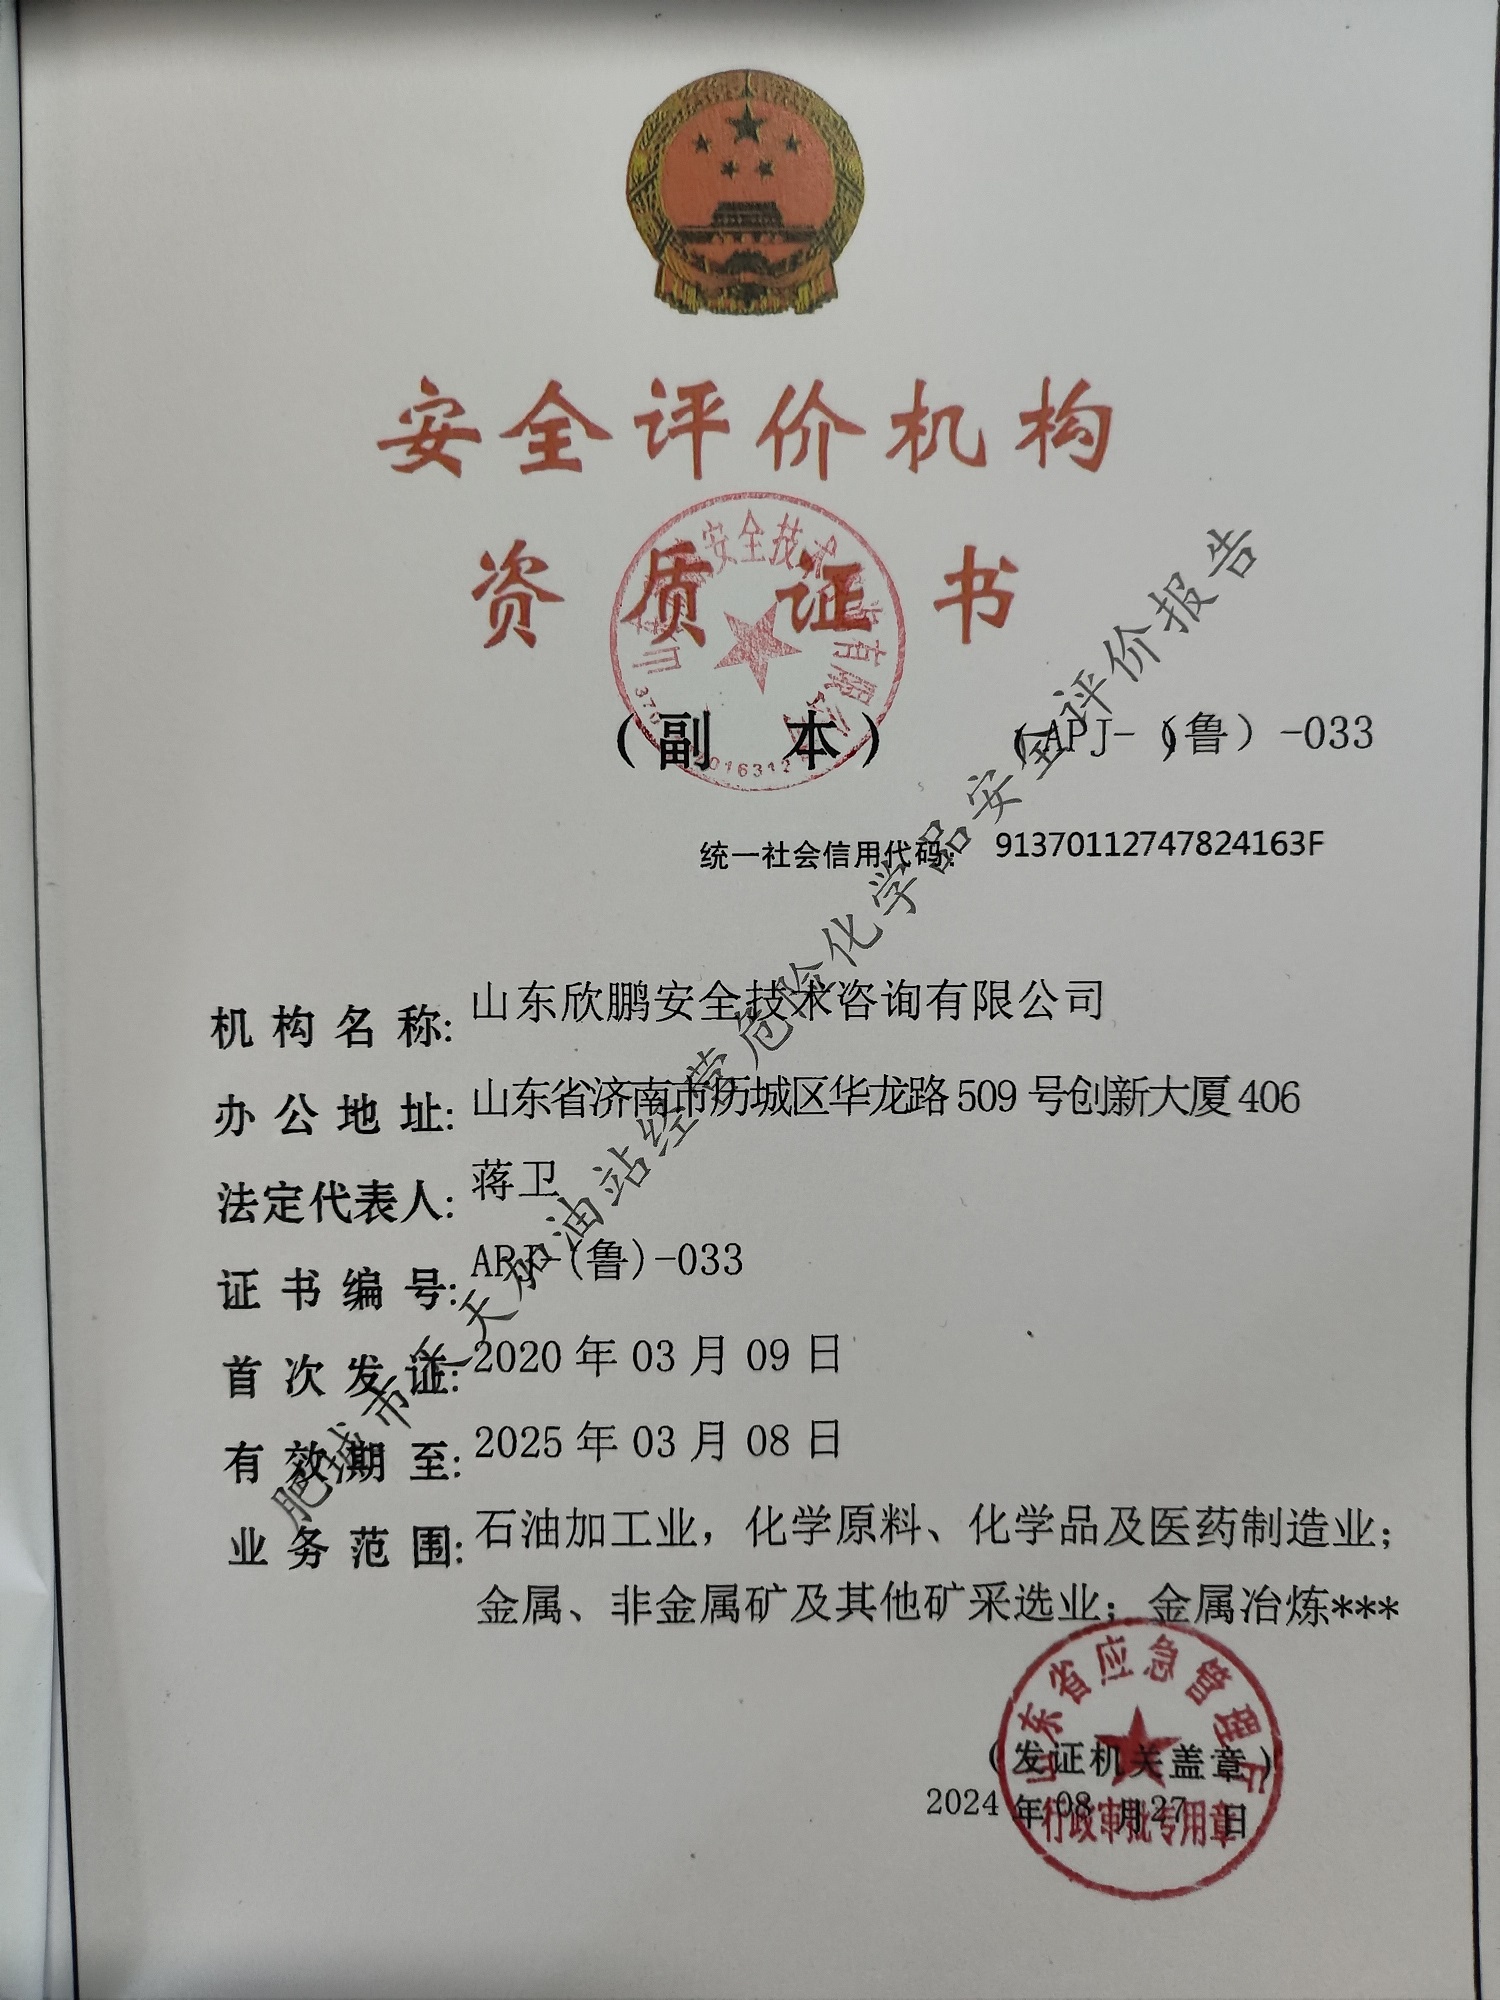 安全评价机构
资质证书
（副 本）
（APJ-（鲁）-033
统一社会信用代码：91370112747824163F
机构名称：山东欣鹏安全技术咨询有限公司
办公地址：山东省济南市历城区华龙路509号创新大厦406
法定代表人：蒋卫
证书编号：APJ-(鲁)-033
首次发证：2020年03月09日
有效期至：2025年03月08日
业务范围：石油加工业，化学原料、化学品及医药制造业；
金属、非金属矿及其他矿采选业；金属冶炼***
（发证机关盖章）
2024年08月27日
山东省应急管理厅
行政审批专用章
安全技术
有限公
肥城市
天加油站经营危险化学品安全评价报告